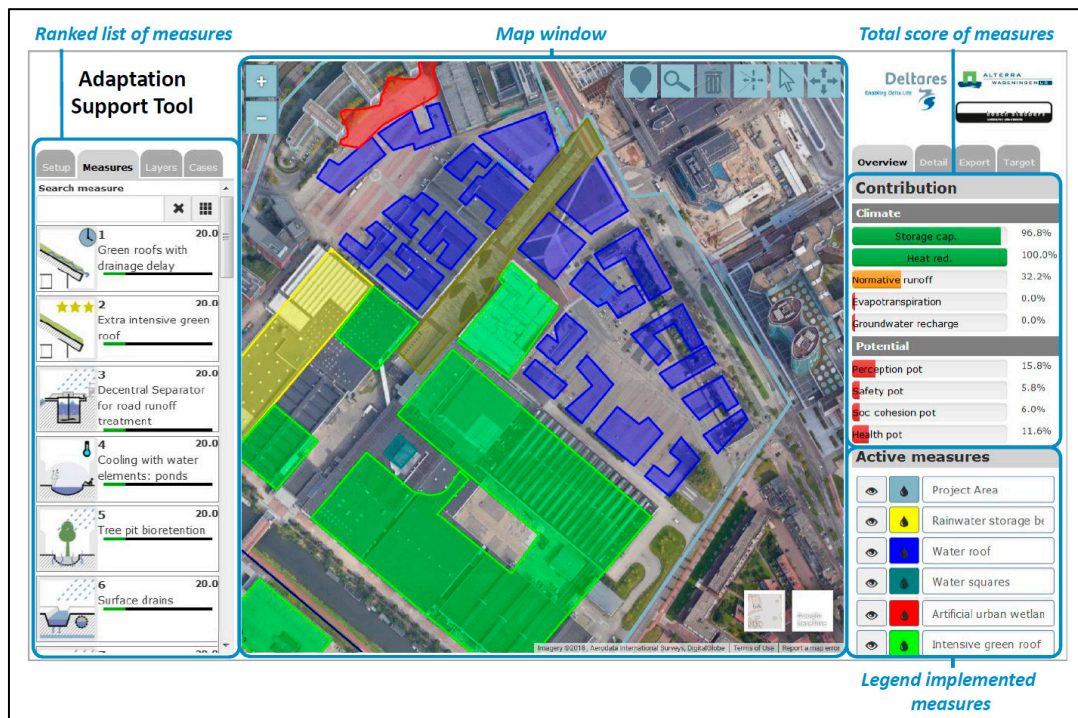 Ranked list of measures
Map window
Total score of measures
Adaptation
Support Tool
Setup
Measures
Layers
Cases
Search measure
1
20.0
Green roofs with
drainage delay
2
20.0
Extra intensive green
roof
3
20.0
Decentral Separator
for road runoff
treatment
4
20.0
Cooling with water
elements: ponds
5
20.0
Tree pit bioretention
6
20.0
Surface drains
Imagery ©2018, Aerodata International Surveys, DigitalGlobe
Terms of Use
Report a map error
Deltares
Enabling Delta Life
ALTERRA
WAGENINGEN
Overview
Detail
Export
Target
Contribution
Climate
Storage cap.
96.8%
Heat red.
100.0%
Normative runoff
32.2%
Evapotranspiration
0.0%
Groundwater recharge
0.0%
Potential
Perception pot
15.8%
Safety pot
5.8%
Soc cohesion pot
6.0%
Health pot
11.6%
Active measures
Project Area
Rainwater storage be
Water roof
Water squares
Artificial urban wetlan
Intensive green roof
Legend implemented
measures